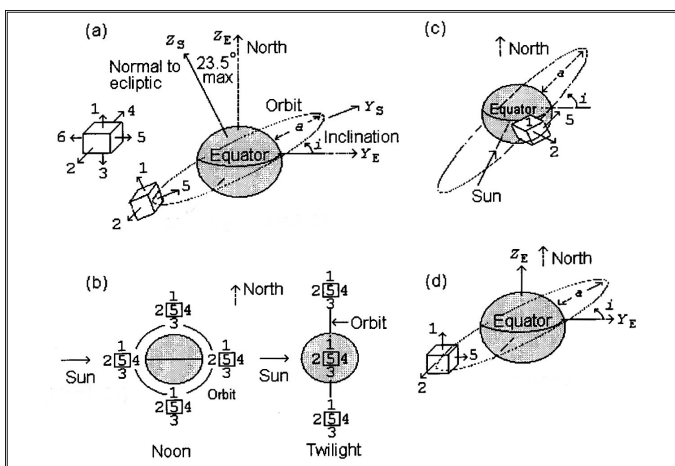 (a)
Z_S
Z_E
North
Normal to
ecliptic
23.5°
max
Orbit
Y_S
Inclination
a
i
Equator
Y_E
1
4
6
5
2
3
1
5
2
(b)
North
1
2 5 4
3
1
2 5 4
3
1
2 5 4
3
1
2 5 4
3
Sun
Orbit
Noon
1
2 5 4
3
Orbit
1
2 5 4
3
Sun
1
2 5 4
3
Twilight
(c)
North
a
Equator
i
1
5
2
Sun
(d)
Z_E
North
a
i
Equator
Y_E
1
5
2